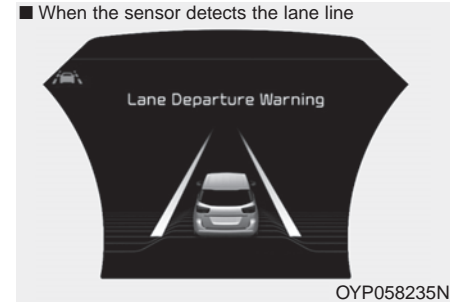 ■ When the sensor detects the lane line
Lane Departure Warning
OYP058235N